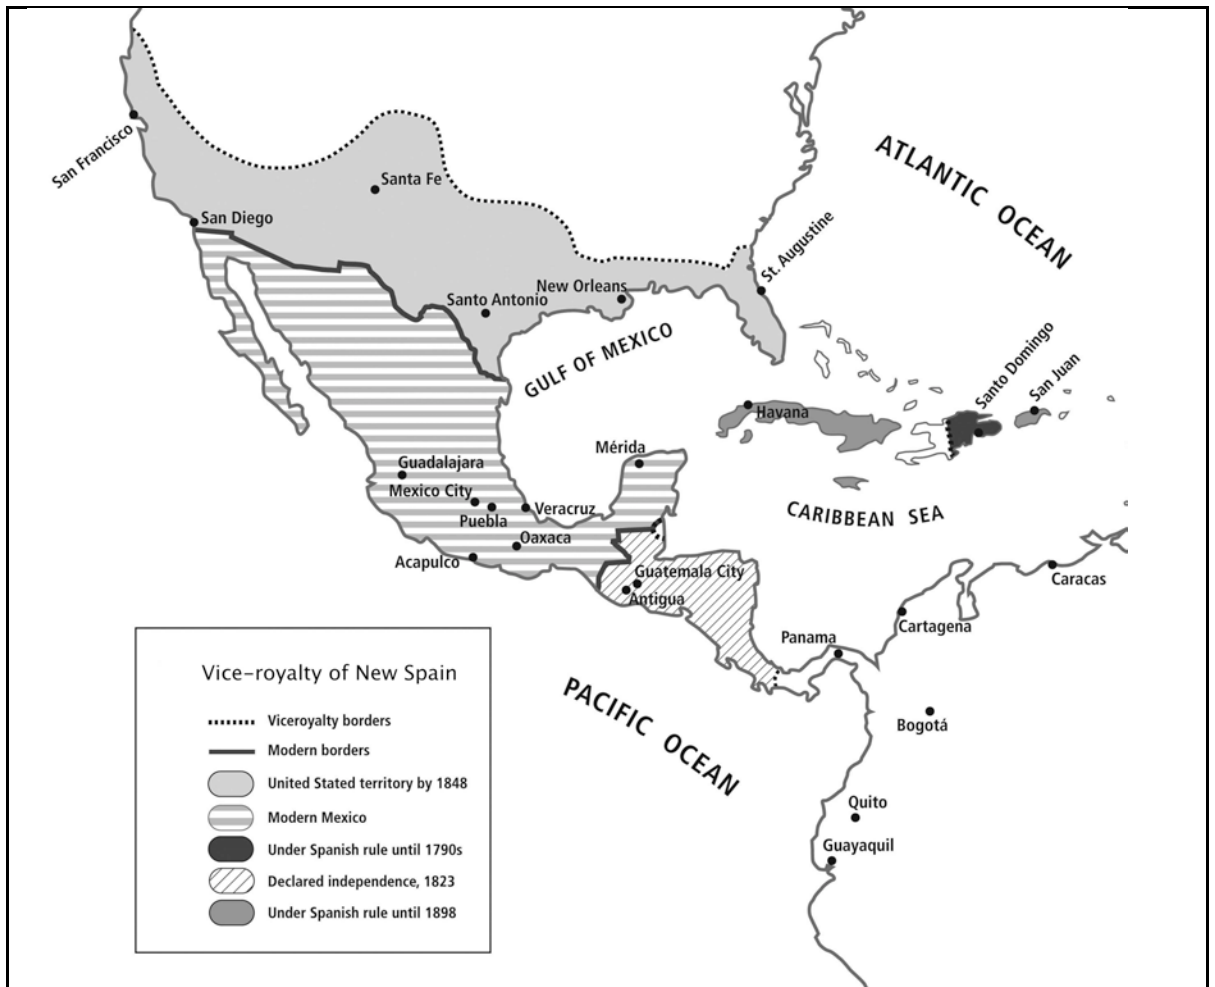 San Francisco
Santa Fe
San Diego
ATLANTIC OCEAN
St. Augustine
New Orleans
Santo Antonio
GULF OF MEXICO
Santo Domingo
San Juan
Havana
Mérida
Guadalajara
Mexico City
Puebla
Veracruz
Oaxaca
Acapulco
CARIBBEAN SEA
Guatemala City
Antigua
Caracas
Cartagena
Panama
PACIFIC OCEAN
Bogotá
Quito
Guayaquil
Vice-royalty of New Spain
Viceroyalty borders
Modern borders
United Stated territory by 1848
Modern Mexico
Under Spanish rule until 1790s
Declared independence, 1823
Under Spanish rule until 1898